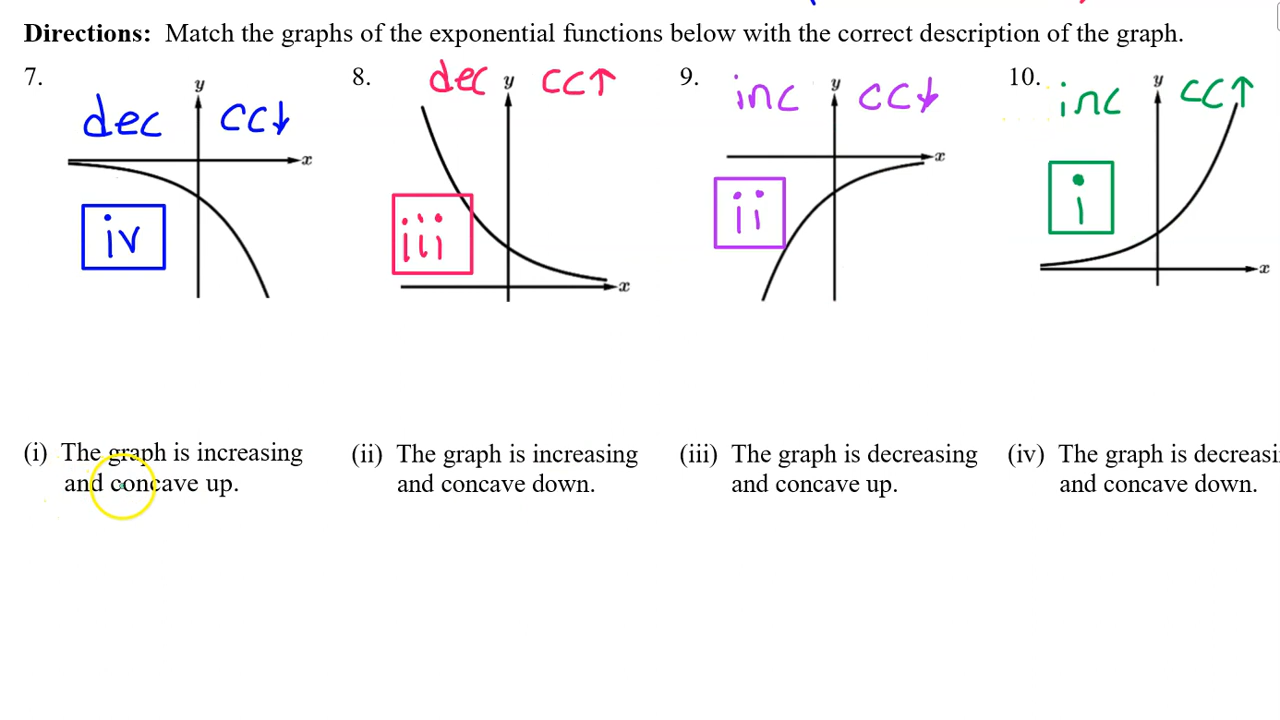 Directions: Match the graphs of the exponential functions below with the correct description of the graph.
7.
8.
9.
10.
dec
y
cc↓
x
iv
dec
y
cc↑
x
iii
inc
y
cc↓
x
ii
inc
y
cc↑
x
i
(i) The graph is increasing
and concave up.
(ii) The graph is increasing
and concave down.
(iii) The graph is decreasing
and concave up.
(iv) The graph is decreasi
and concave down.